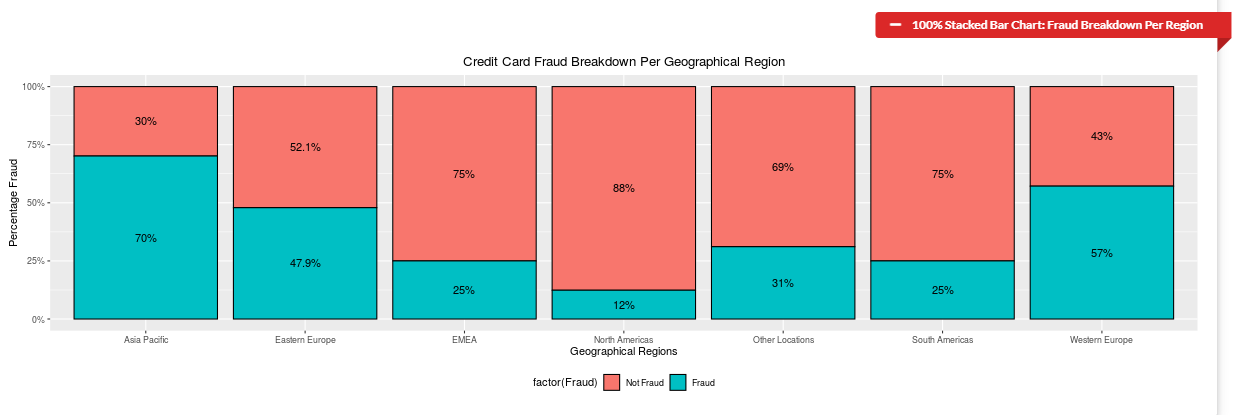 100% Stacked Bar Chart: Fraud Breakdown Per Region
Credit Card Fraud Breakdown Per Geographical Region
Percentage Fraud
100%
75%
50%
25%
0%
30%
70%
52.1%
47.9%
75%
25%
88%
12%
69%
31%
75%
25%
43%
57%
Asia Pacific
Eastern Europe
EMEA
North Americas
Other Locations
South Americas
Western Europe
Geographical Regions
factor(Fraud) Not Fraud Fraud